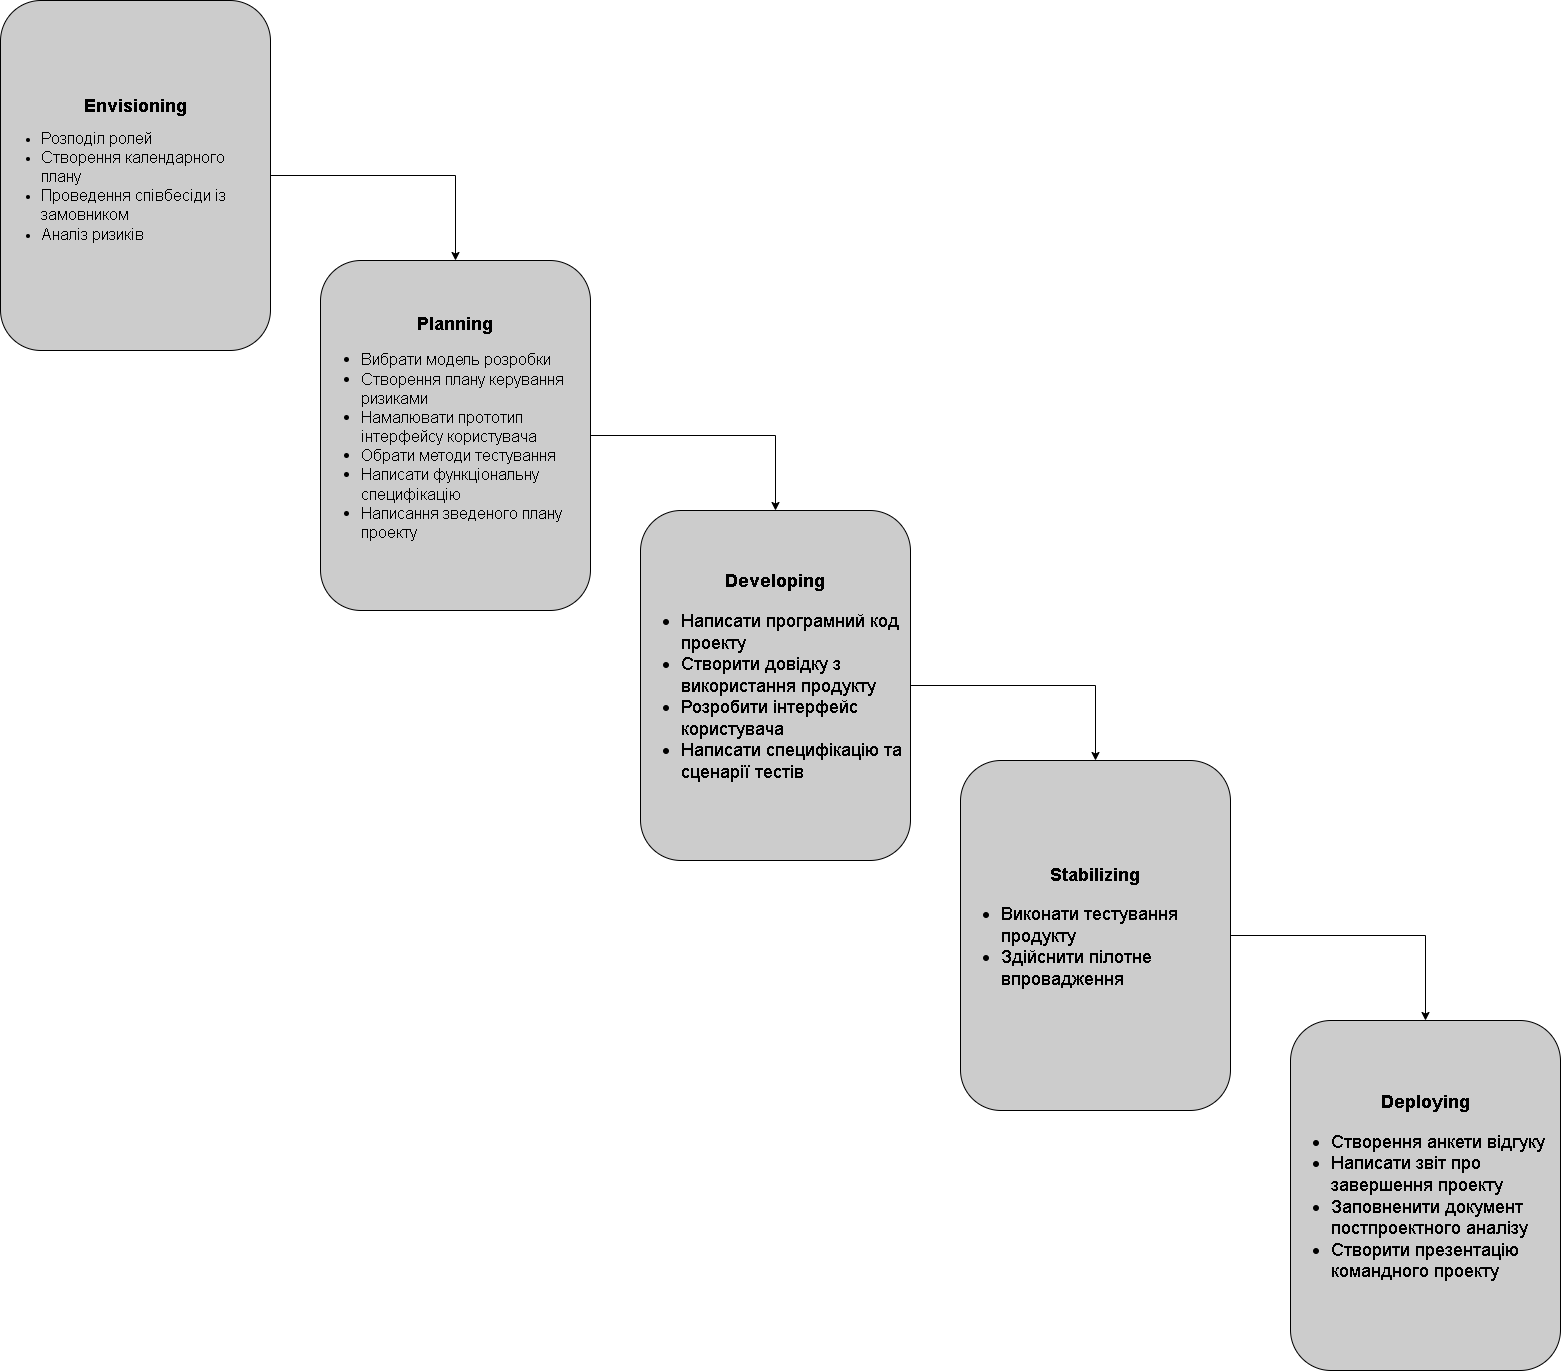 Envisioning
Розподіл ролей
Створення календарного
плану
Проведення співбесіди із
замовником
Аналіз ризиків
Planning
Вибрати модель розробки
Створення плану керування
ризиками
Намалювати прототип
інтерфейсу користувача
Обрати методи тестування
Написати функціональну
специфікацію
Написання зведеного плану
проекту
Developing
Написати програмний код
проекту
Створити довідку з
використання продукту
Розробити інтерфейс
користувача
Написати специфікацію та
сценарії тестів
Stabilizing
Виконати тестування
продукту
Здійснити пілотне
впровадження
Deploying
Створення анкети відгуку
Написати звіт про
завершення проекту
Заповненити документ
постпроектного аналізу
Створити презентацію
командного проекту